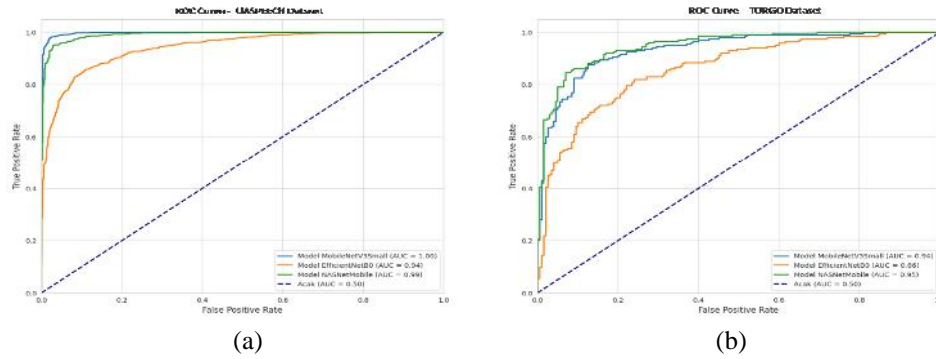 ROC Curve - UASPEECH Dataset
True Positive Rate
1.0
0.8
0.6
0.4
0.2
0.0
Model MobileNetV3Small (AUC = 1.00)
Model EfficientNetB0 (AUC = 0.94)
Model NASNetMobile (AUC = 0.99)
Acak (AUC = 0.50)
0.0 0.2 0.4 0.6 0.8 1.0
False Positive Rate
(a)
ROC Curve TORGO Dataset
True Positive Rate
1.0
0.8
0.6
0.4
0.2
0.0
Model MobileNetV3Small (AUC = 0.94)
Model EfficientNetB0 (AUC = 0.86)
Model NASNetMobile (AUC = 0.95)
Acak (AUC = 0.50)
0.0 0.2 0.4 0.6 0.8 1.0
False Positive Rate
(b)